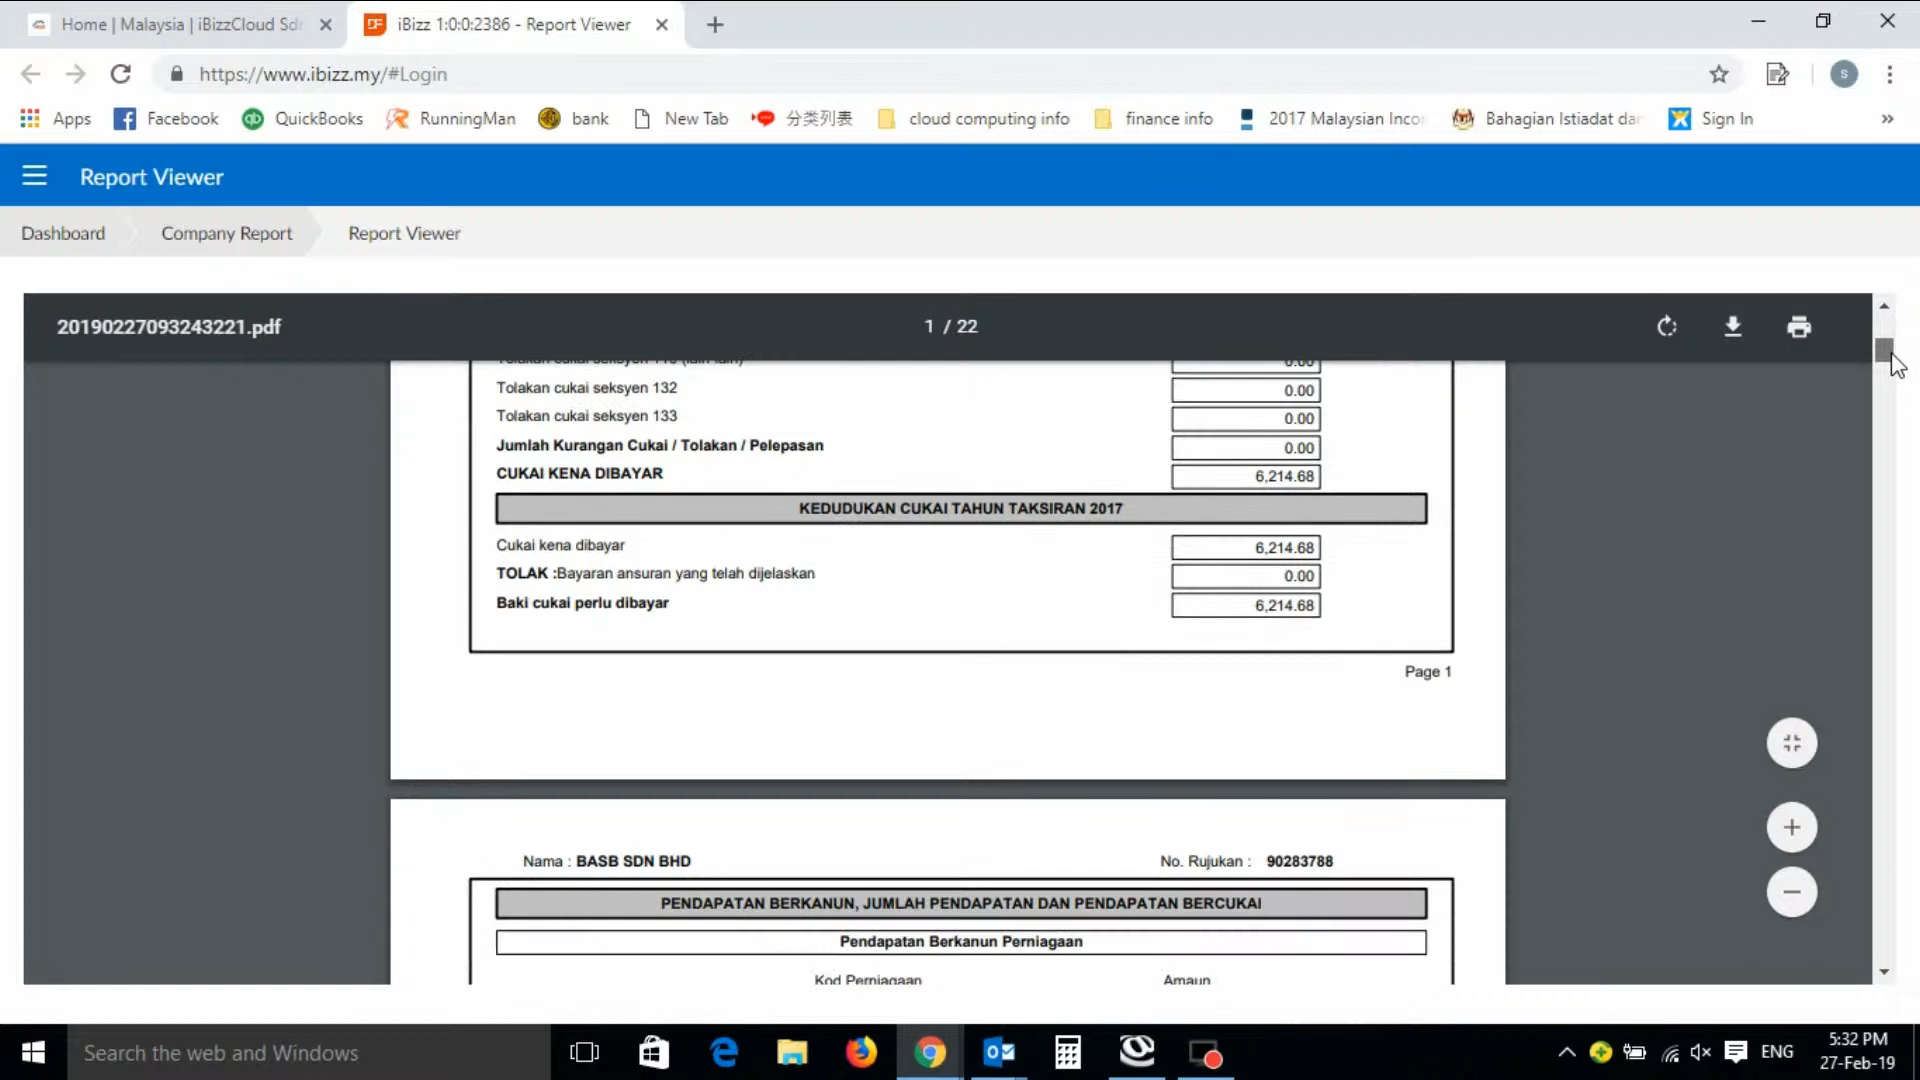 Home | Malaysia | iBizzCloud Sdn
iBizz 1:0:0:2386 - Report Viewer
https://www.ibizz.my/#Login
Apps
Facebook
QuickBooks
RunningMan
bank
New Tab
分类列表
cloud computing info
finance info
2017 Malaysian Inco
Bahagian Istiadat dan
Sign In
»
Report Viewer
Dashboard
Company Report
Report Viewer
20190227093243221.pdf
1 / 22
0.00
Tolakan cukai seksyen 132 0.00
Tolakan cukai seksyen 133 0.00
Jumlah Kurangan Cukai / Tolakan / Pelepasan 0.00
CUKAI KENA DIBAYAR 6,214.68
KEDUDUKAN CUKAI TAHUN TAKSIRAN 2017
Cukai kena dibayar 6,214.68
TOLAK :Bayaran ansuran yang telah dijelaskan 0.00
Baki cukai perlu dibayar 6,214.68
Page 1
Nama : BASB SDN BHD No. Rujukan : 90283788
PENDAPATAN BERKANUN, JUMLAH PENDAPATAN DAN PENDAPATAN BERCUKAI
Pendapatan Berkanun Perniagaan
Kod Perniagaan Amaun
Search the web and Windows
ENG
5:32 PM
27-Feb-19